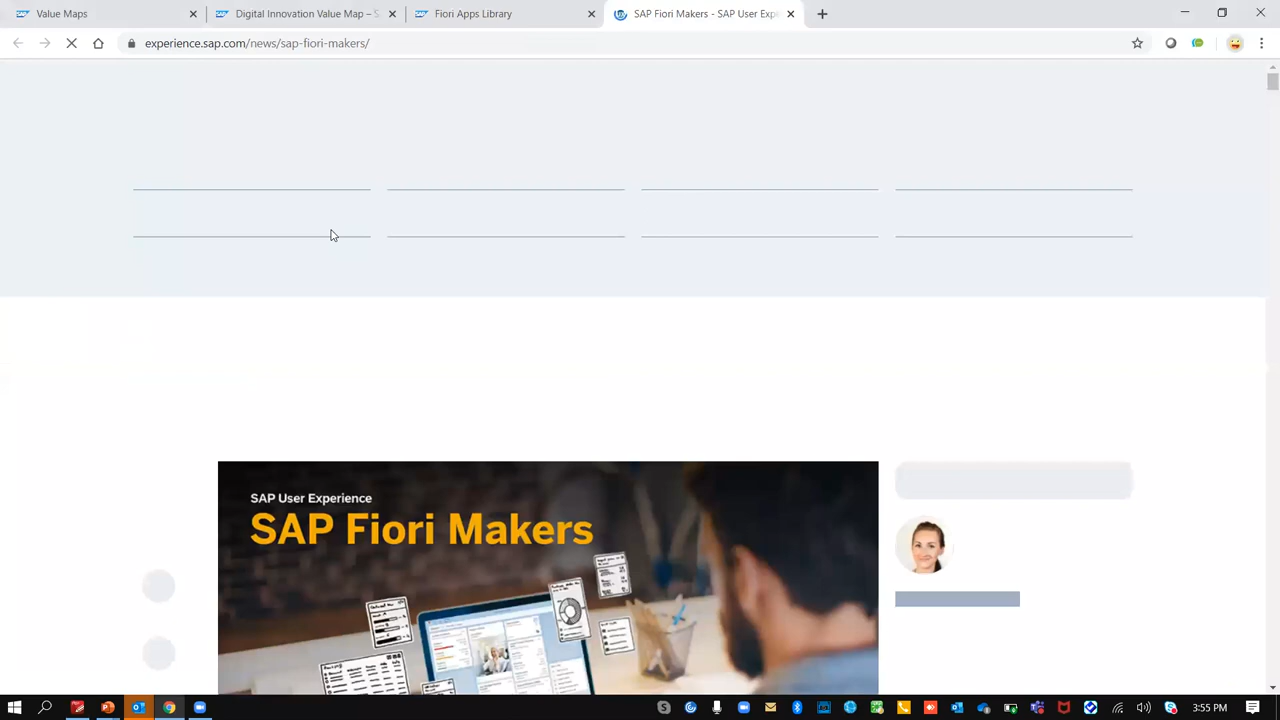 Value Maps
Digital Innovation Value Map – S
Fiori Apps Library
SAP Fiori Makers - SAP User Expe
experience.sap.com/news/sap-fiori-makers/
SAP User Experience
SAP Fiori Makers
3:55 PM